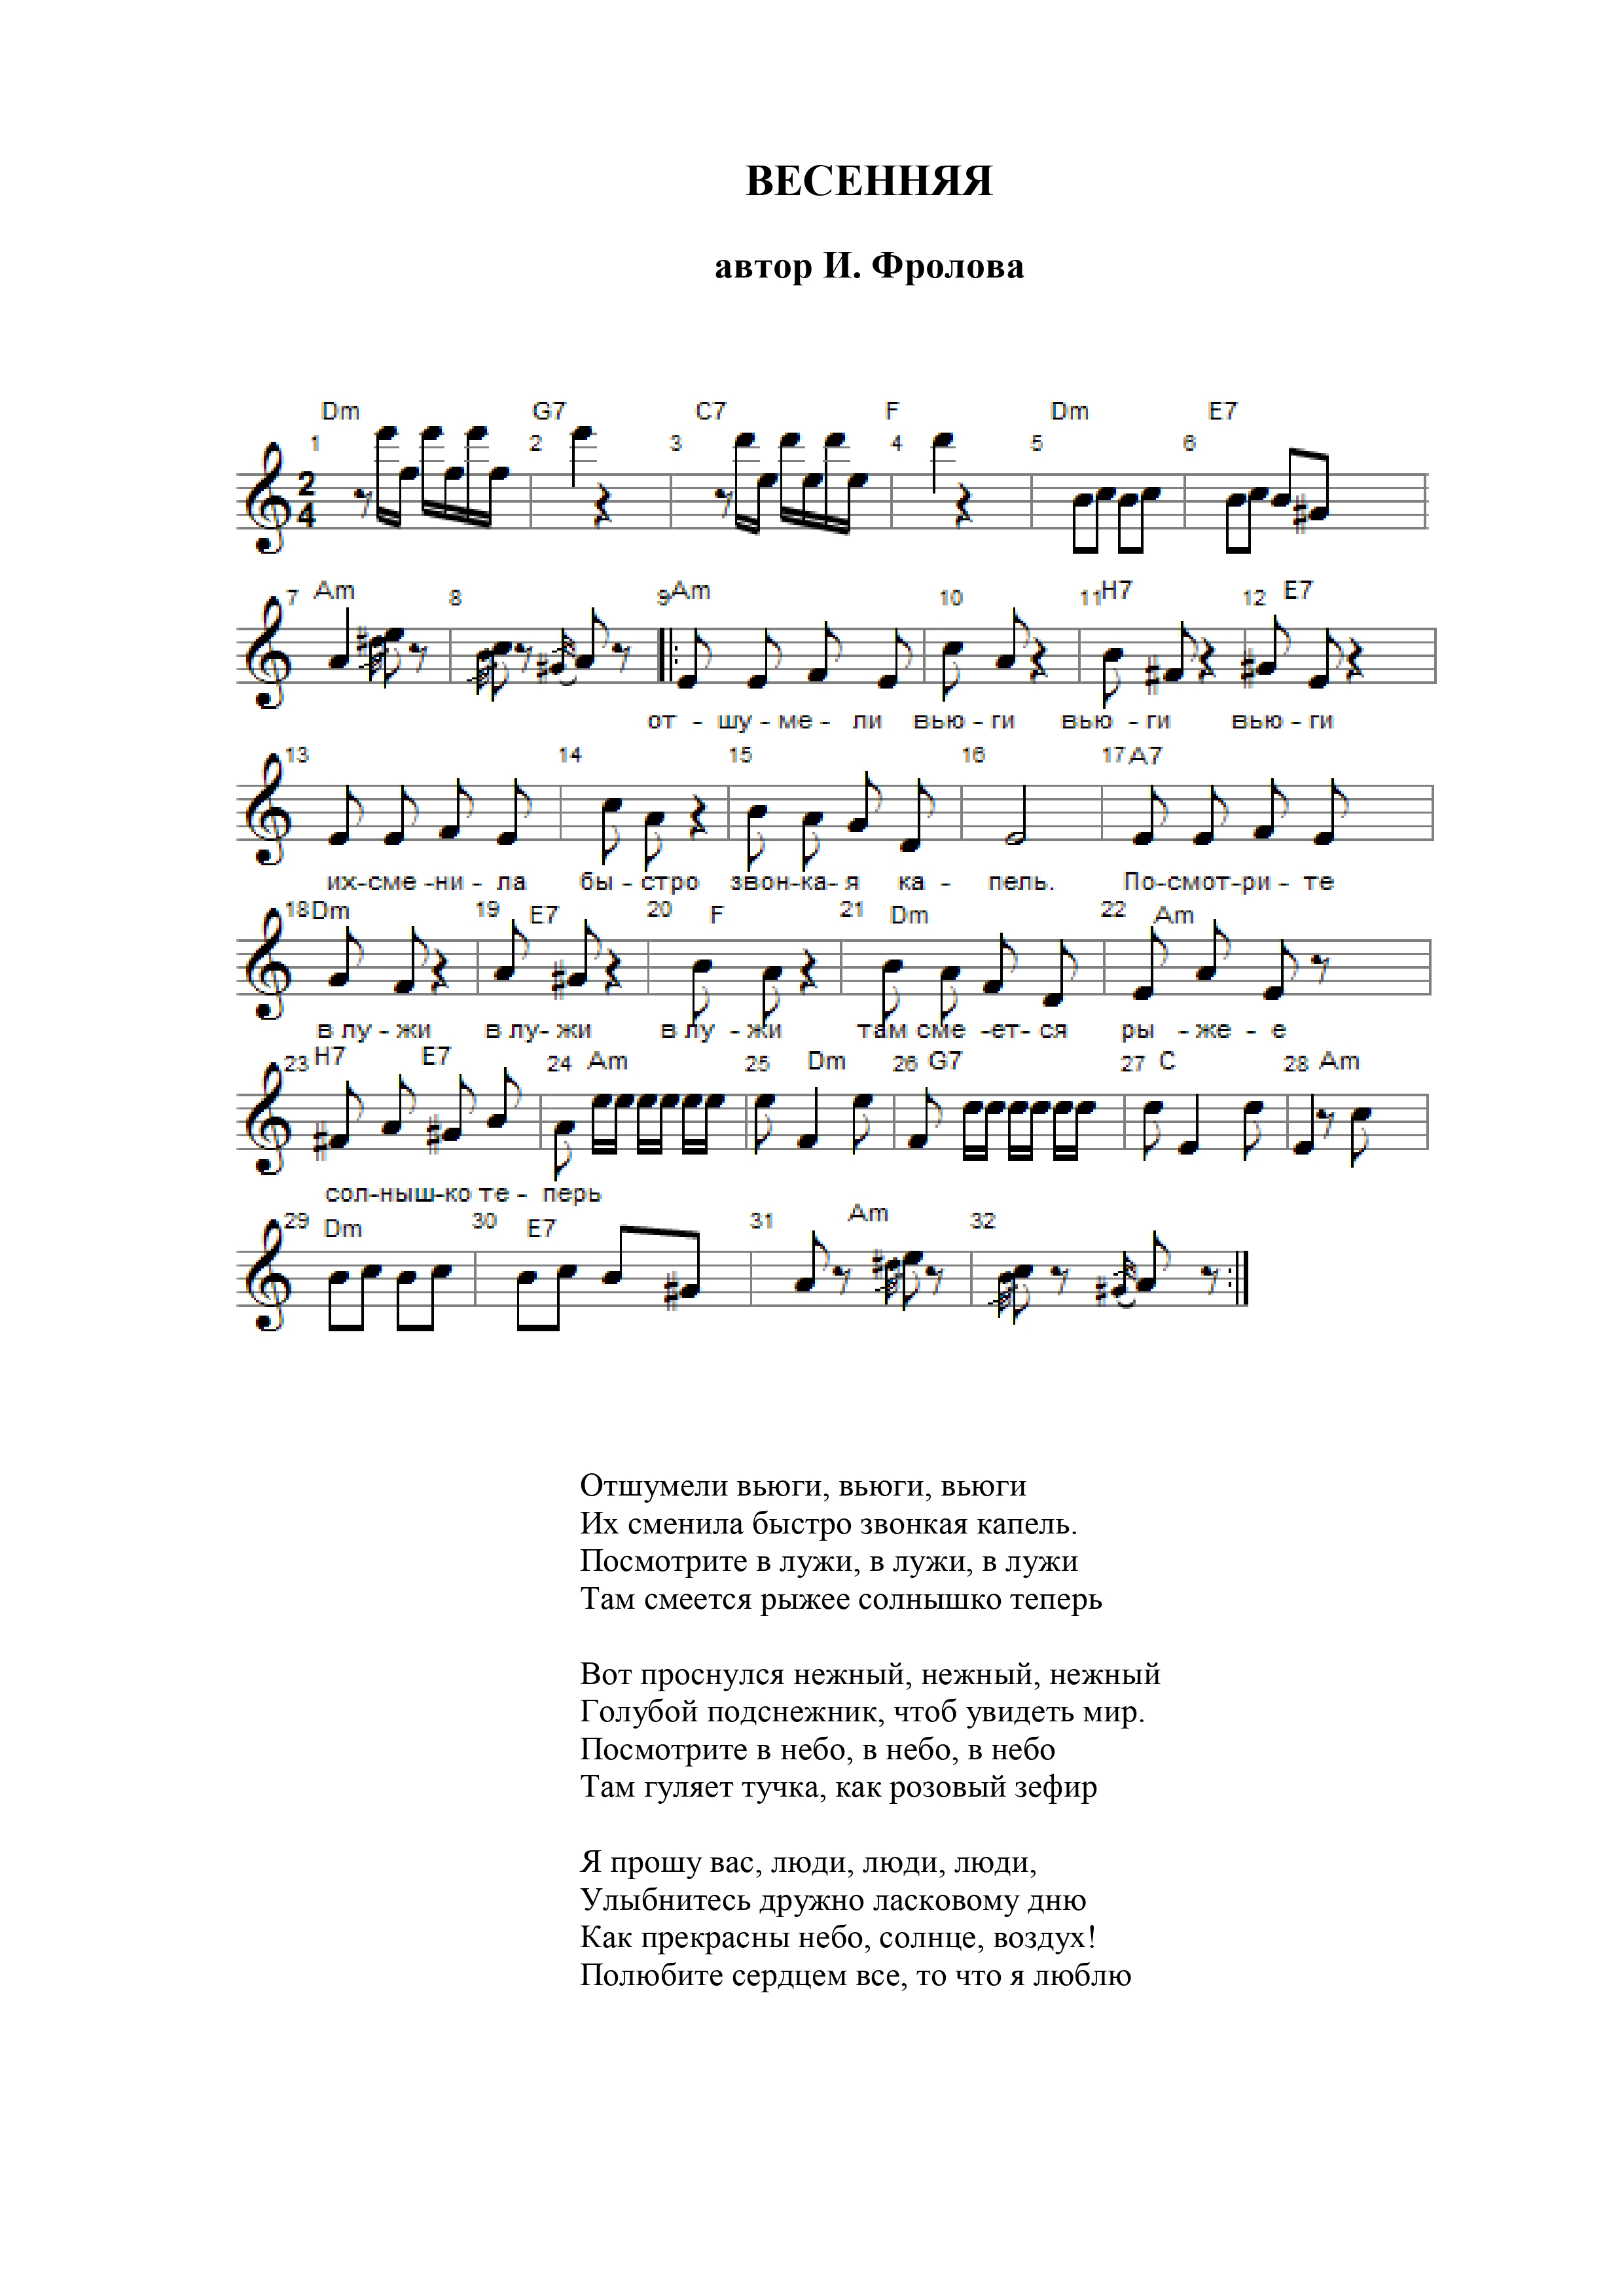 ВЕСЕННЯЯ
автор И. Фролова
Dm G7 C7 F Dm E7
1 2 3 4 5 6
2
4
7 Am 8 9 Am 10 11 H7 12 E7
от - шу - ме - ли вью - ги вью - ги вью - ги
13 14 15 16 17 A7
их-сме -ни - ла бы - стро звон-ка- я ка - пель. По-смот-ри - те
18 Dm 19 E7 20 F 21 Dm 22 Am
в лу - жи в лу- жи в лу - жи там сме -ет- ся ры - же - е
23 H7 E7 24 Am 25 Dm 26 G7 27 C 28 Am
сол-ныш-ко те - перь
29 Dm 30 E7 31 Am 32
Отшумели вьюги, вьюги, вьюги
Их сменила быстро звонкая капель.
Посмотрите в лужи, в лужи, в лужи
Там смеется рыжее солнышко теперь
Вот проснулся нежный, нежный, нежный
Голубой подснежник, чтоб увидеть мир.
Посмотрите в небо, в небо, в небо
Там гуляет тучка, как розовый зефир
Я прошу вас, люди, люди, люди,
Улыбнитесь дружно ласковому дню
Как прекрасны небо, солнце, воздух!
Полюбите сердцем все, то что я люблю